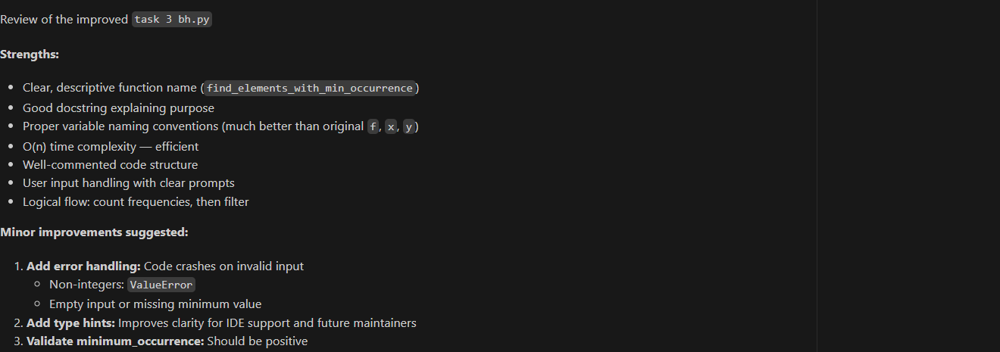 Review of the improved task 3 bh.py
Strengths:
• Clear, descriptive function name (find_elements_with_min_occurrence)
• Good docstring explaining purpose
• Proper variable naming conventions (much better than original f, x, y)
• O(n) time complexity — efficient
• Well-commented code structure
• User input handling with clear prompts
• Logical flow: count frequencies, then filter
Minor improvements suggested:
1. Add error handling: Code crashes on invalid input
◦ Non-integers: ValueError
◦ Empty input or missing minimum value
2. Add type hints: Improves clarity for IDE support and future maintainers
3. Validate minimum_occurrence: Should be positive